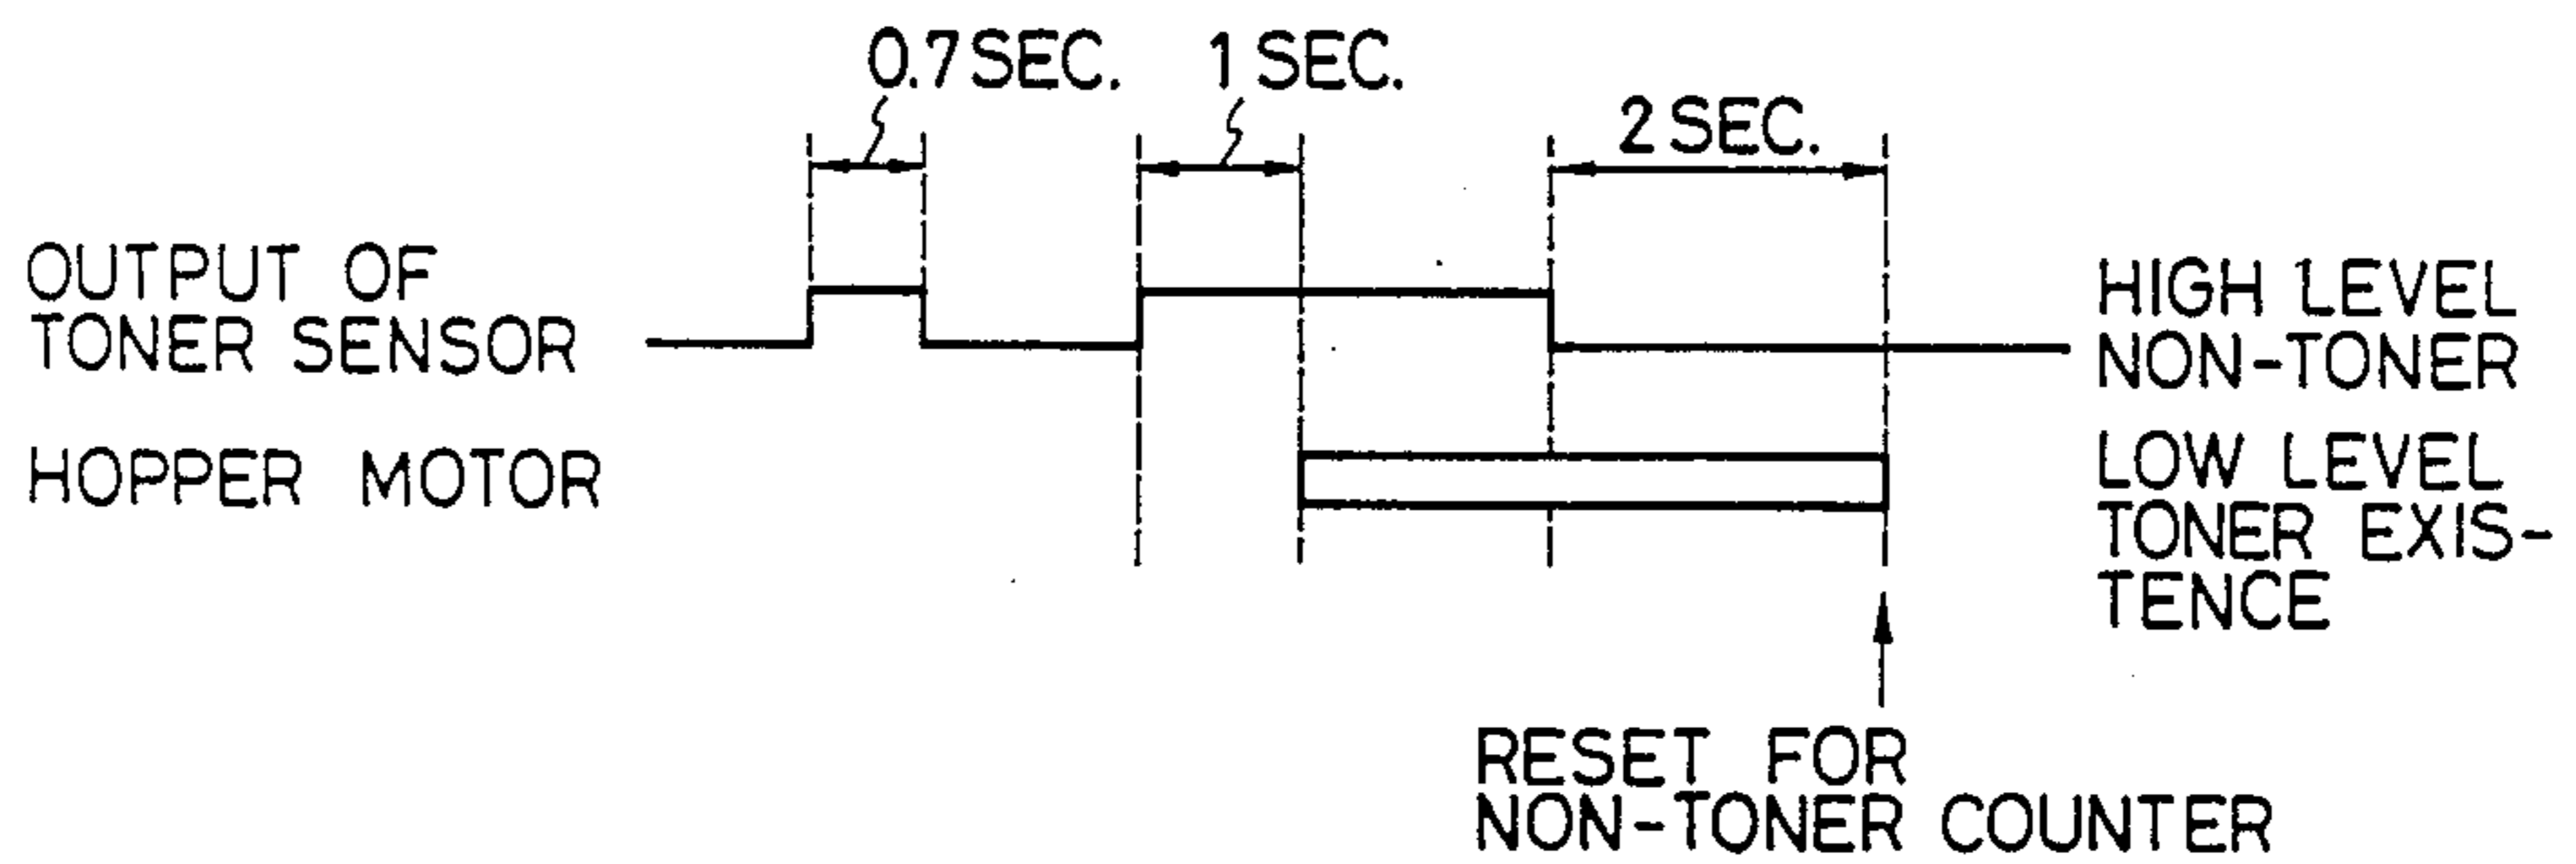 0.7 SEC.
1 SEC.
2 SEC.
OUTPUT OF
TONER SENSOR
HIGH LEVEL
NON-TONER
HOPPER MOTOR
LOW LEVEL
TONER EXIS-
TENCE
RESET FOR
NON-TONER COUNTER